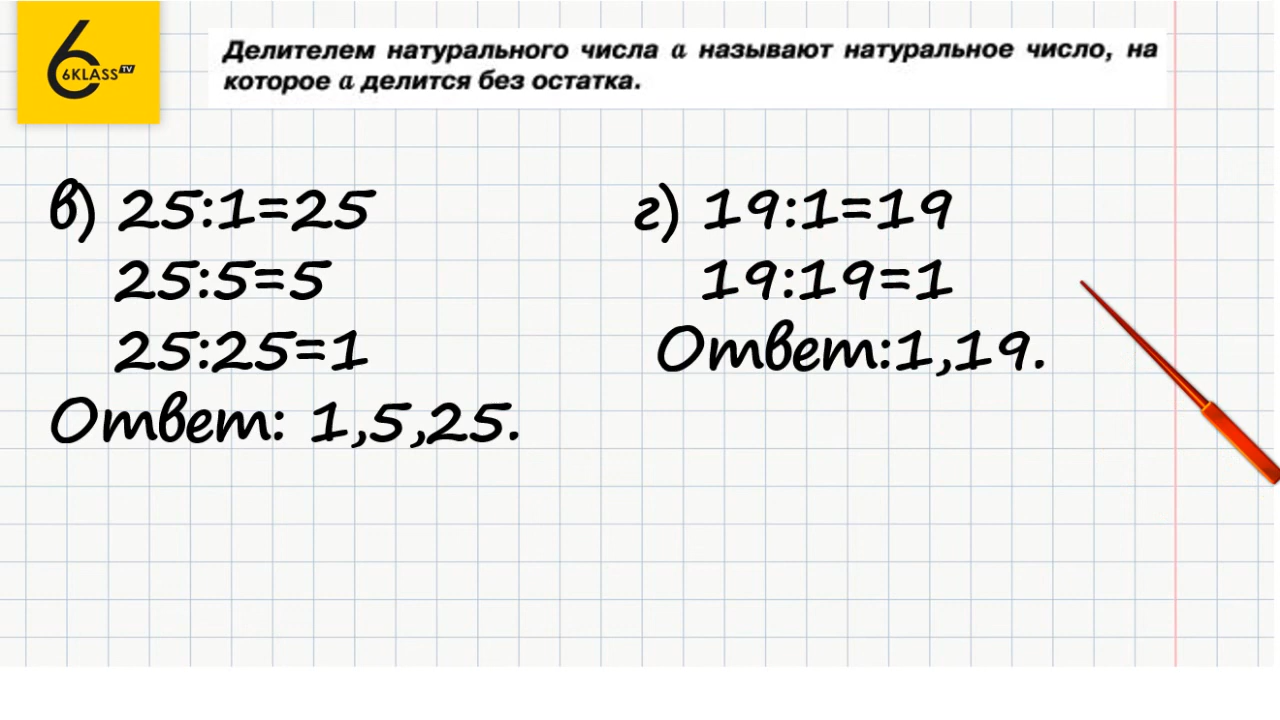 6
6KLASS TV
Делителем натурального числа a называют натуральное число, на
которое a делится без остатка.
в) 25:1=25
25:5=5
25:25=1
Ответ: 1,5,25.
г) 19:1=19
19:19=1
Ответ:1,19.